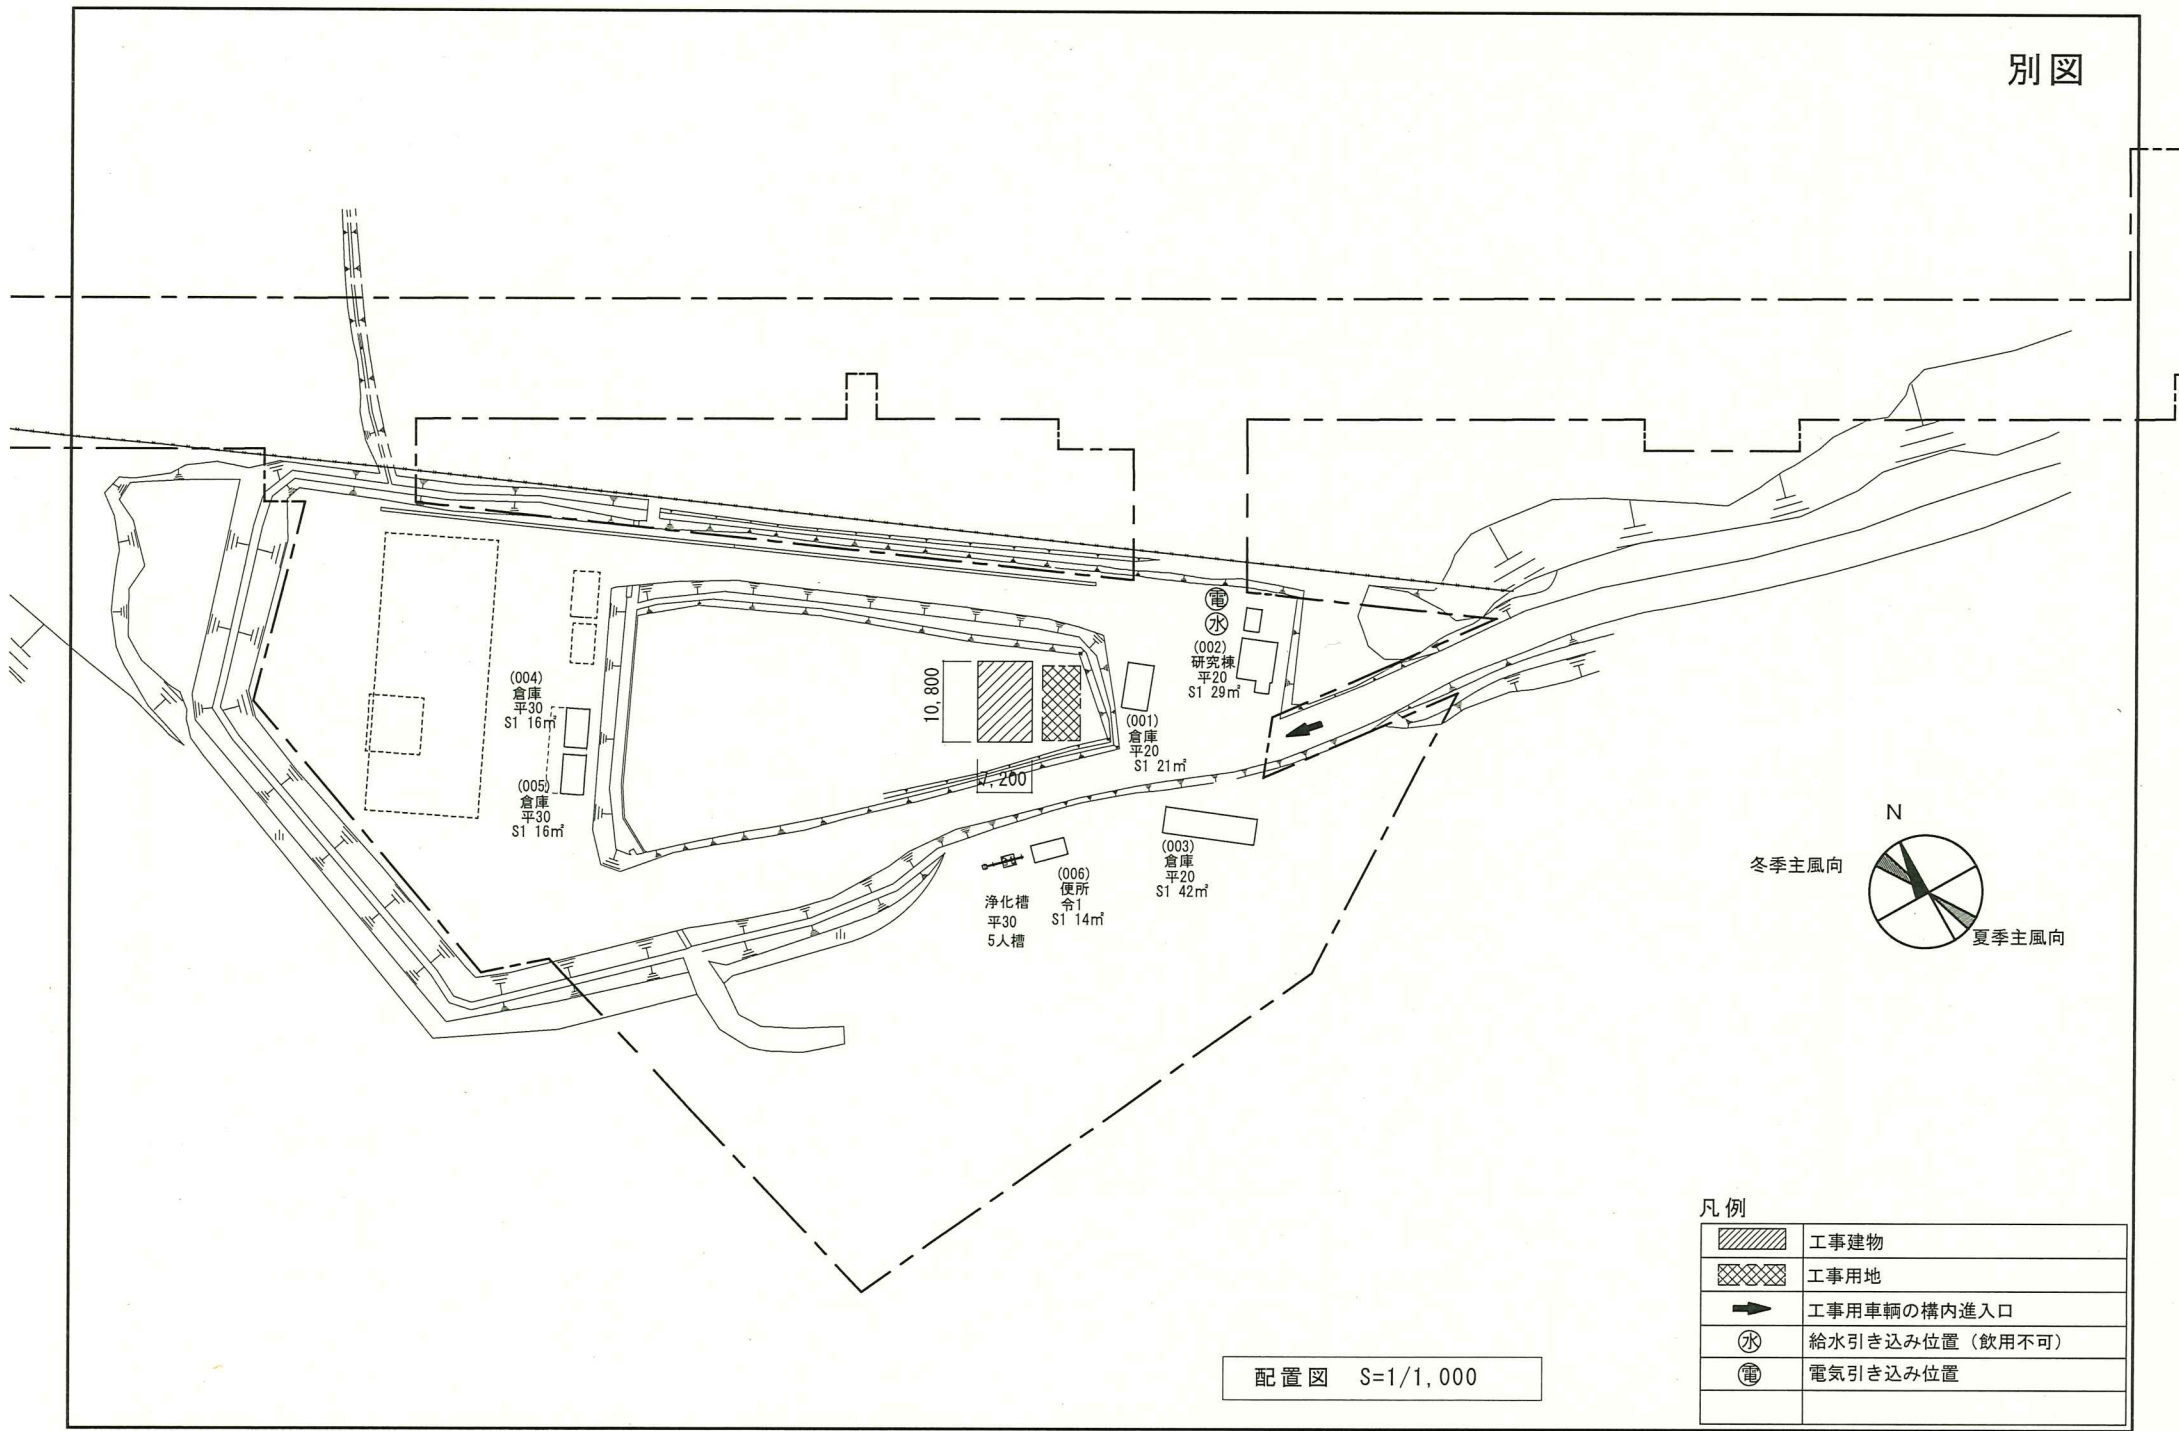 別図
電
水
(002)
研究棟
平20
S1 29㎡
(004)
倉庫
平30
S1 16㎡
10,800
(001)
倉庫
平20
S1 21㎡
7,200
(005)
倉庫
平30
S1 16㎡
(003)
倉庫
平20
S1 42㎡
(006)
便所
令1
S1 14㎡
浄化槽
平30
5人槽
N
冬季主風向
夏季主風向
凡例
工事建物
工事用地
工事用車輌の構内進入口
水 給水引き込み位置（飲用不可）
電 電気引き込み位置
配置図 S=1/1,000